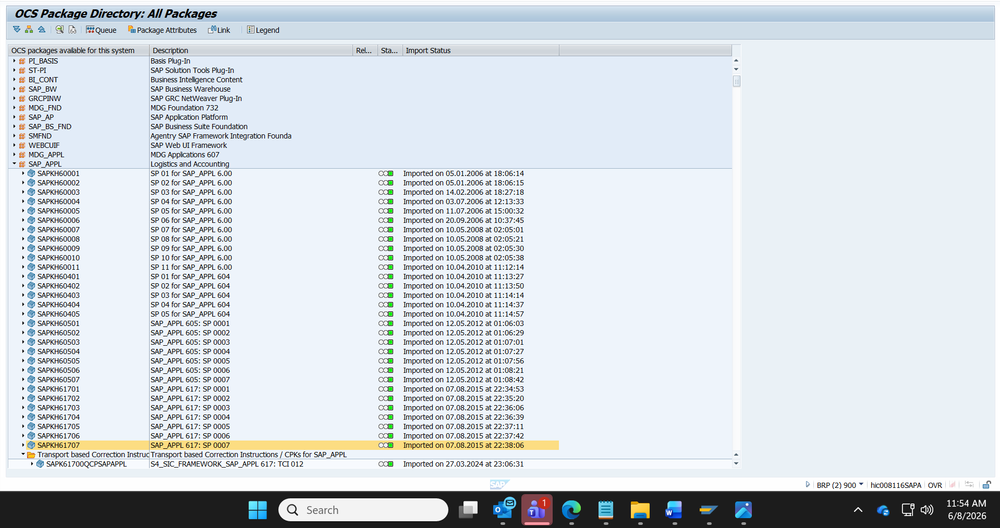 OCS Package Directory: All Packages
Queue Package Attributes Link Legend
OCS packages available for this system Description Rel... Sta... Import Status
PI_BASIS Basis Plug-In
ST-PI SAP Solution Tools Plug-In
BI_CONT Business Intelligence Content
SAP_BW SAP Business Warehouse
GRCPINW SAP GRC NetWeaver Plug-In
MDG_FND MDG Foundation 732
SAP_AP SAP Application Platform
SAP_BS_FND SAP Business Suite Foundation
SMFND Agentry SAP Framework Integration Founda
WEBCUIF SAP Web UI Framework
MDG_APPL MDG Applications 607
SAP_APPL Logistics and Accounting
SAPKH60001 SP 01 for SAP_APPL 6.00 Imported on 05.01.2006 at 18:06:14
SAPKH60002 SP 02 for SAP_APPL 6.00 Imported on 05.01.2006 at 18:06:15
SAPKH60003 SP 03 for SAP_APPL 6.00 Imported on 14.02.2006 at 18:27:18
SAPKH60004 SP 04 for SAP_APPL 6.00 Imported on 03.07.2006 at 12:13:33
SAPKH60005 SP 05 for SAP_APPL 6.00 Imported on 11.07.2006 at 15:00:32
SAPKH60006 SP 06 for SAP_APPL 6.00 Imported on 20.09.2006 at 10:37:45
SAPKH60007 SP 07 for SAP_APPL 6.00 Imported on 10.05.2008 at 02:05:01
SAPKH60008 SP 08 for SAP_APPL 6.00 Imported on 10.05.2008 at 02:05:21
SAPKH60009 SP 09 for SAP_APPL 6.00 Imported on 10.05.2008 at 02:05:30
SAPKH60010 SP 10 for SAP_APPL 6.00 Imported on 10.05.2008 at 02:05:38
SAPKH60011 SP 11 for SAP_APPL 6.00 Imported on 10.04.2010 at 11:12:14
SAPKH60401 SP 01 for SAP_APPL 604 Imported on 10.04.2010 at 11:13:27
SAPKH60402 SP 02 for SAP_APPL 604 Imported on 10.04.2010 at 11:13:50
SAPKH60403 SP 03 for SAP_APPL 604 Imported on 10.04.2010 at 11:14:14
SAPKH60404 SP 04 for SAP_APPL 604 Imported on 10.04.2010 at 11:14:37
SAPKH60405 SP 05 for SAP_APPL 604 Imported on 10.04.2010 at 11:14:57
SAPKH60501 SAP_APPL 605: SP 0001 Imported on 12.05.2012 at 01:06:03
SAPKH60502 SAP_APPL 605: SP 0002 Imported on 12.05.2012 at 01:06:29
SAPKH60503 SAP_APPL 605: SP 0003 Imported on 12.05.2012 at 01:07:01
SAPKH60504 SAP_APPL 605: SP 0004 Imported on 12.05.2012 at 01:07:27
SAPKH60505 SAP_APPL 605: SP 0005 Imported on 12.05.2012 at 01:07:56
SAPKH60506 SAP_APPL 605: SP 0006 Imported on 12.05.2012 at 01:08:21
SAPKH60507 SAP_APPL 605: SP 0007 Imported on 12.05.2012 at 01:08:42
SAPKH61701 SAP_APPL 617: SP 0001 Imported on 07.08.2015 at 22:34:53
SAPKH61702 SAP_APPL 617: SP 0002 Imported on 07.08.2015 at 22:35:20
SAPKH61703 SAP_APPL 617: SP 0003 Imported on 07.08.2015 at 22:36:06
SAPKH61704 SAP_APPL 617: SP 0004 Imported on 07.08.2015 at 22:36:39
SAPKH61705 SAP_APPL 617: SP 0005 Imported on 07.08.2015 at 22:37:11
SAPKH61706 SAP_APPL 617: SP 0006 Imported on 07.08.2015 at 22:37:42
SAPKH61707 SAP_APPL 617: SP 0007 Imported on 07.08.2015 at 22:38:06
Transport based Correction Instruc Transport based Correction Instructions / CPKs for SAP_APPL
SAPK61700QCPSAPAPPL S4_SIC_FRAMEWORK_SAP_APPL 617: TCI 012 Imported on 27.03.2024 at 23:06:31
SAP BRP (2) 900 hic008116SAPA OVR
Search 1 11:54 AM
6/8/2026